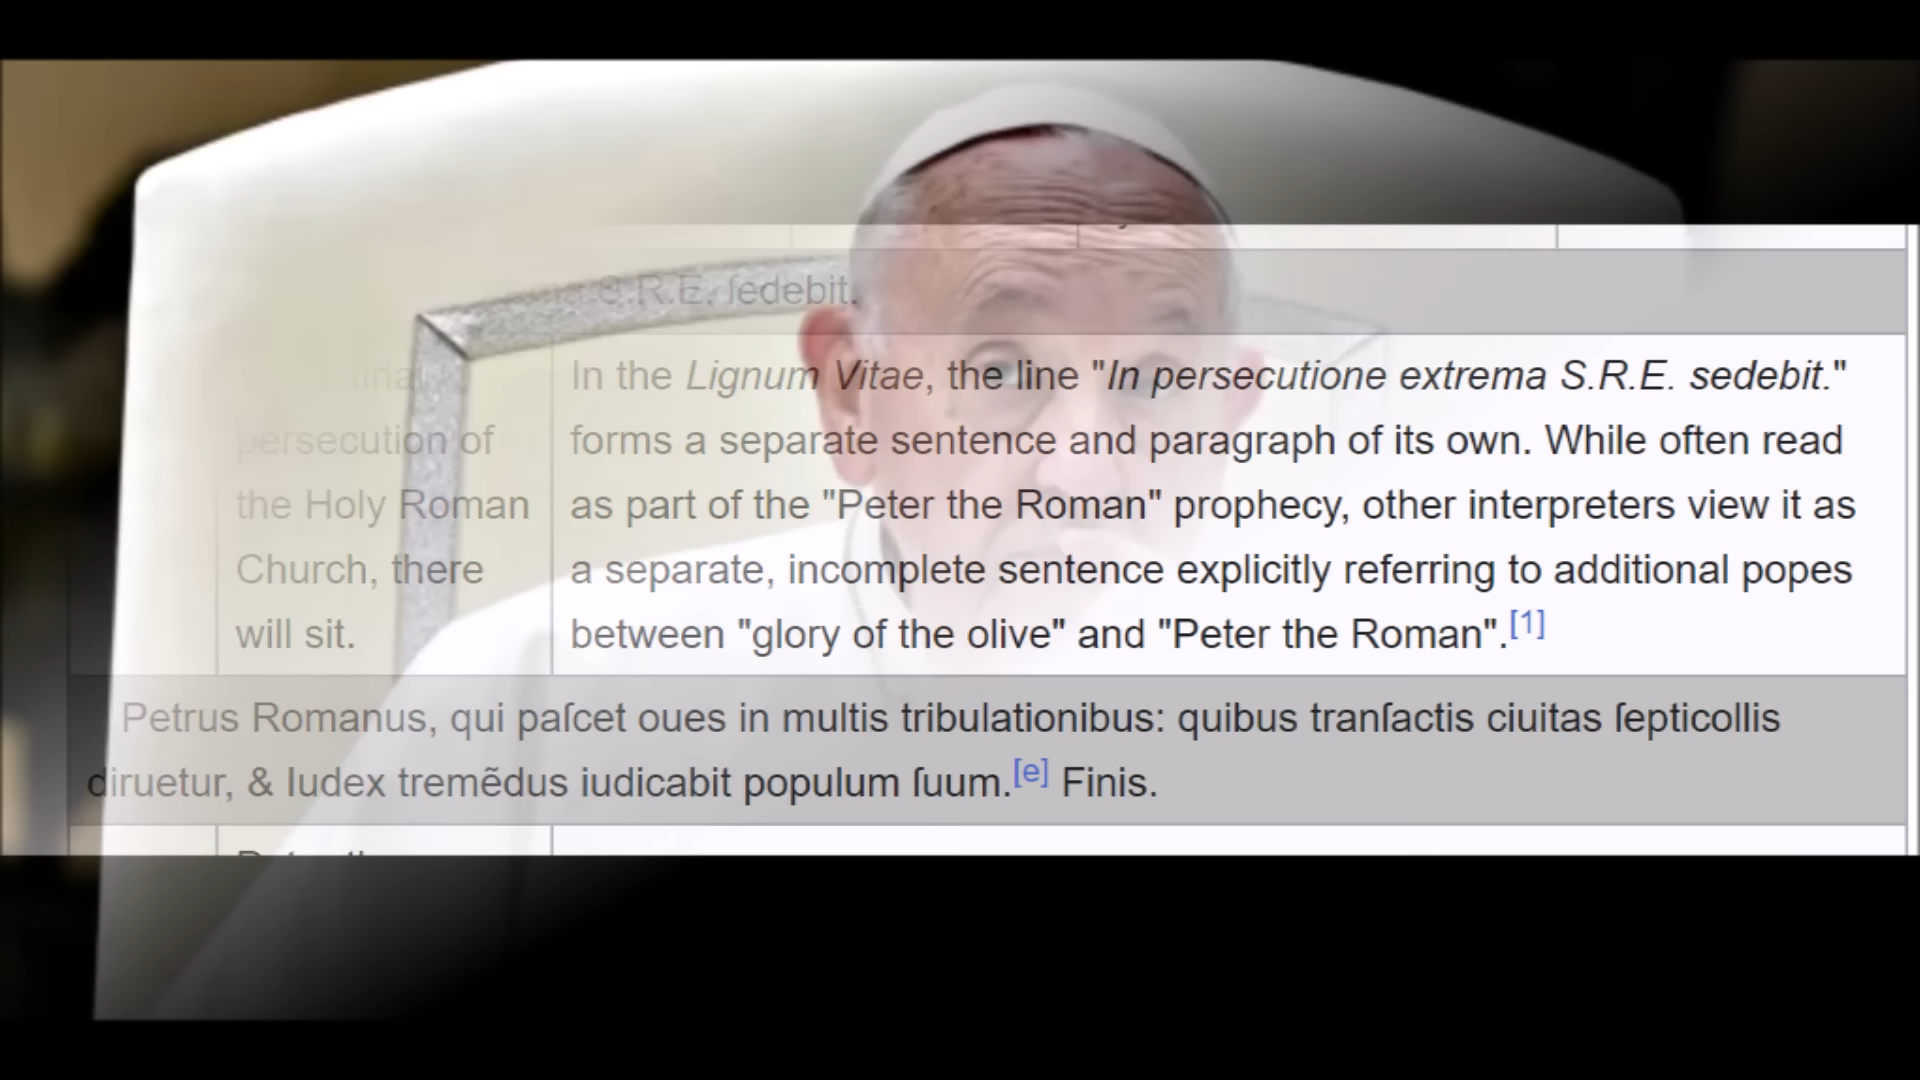 S.R.E. ſedebit.
persecution of
the Holy Roman
Church, there
will sit.
In the Lignum Vitae, the line "In persecutione extrema S.R.E. sedebit."
forms a separate sentence and paragraph of its own. While often read
as part of the "Peter the Roman" prophecy, other interpreters view it as
a separate, incomplete sentence explicitly referring to additional popes
between "glory of the olive" and "Peter the Roman".[1]
Petrus Romanus, qui paſcet oues in multis tribulationibus: quibus tranſactis ciuitas ſepticollis
diruetur, & Iudex tremẽdus iudicabit populum ſuum.[e] Finis.